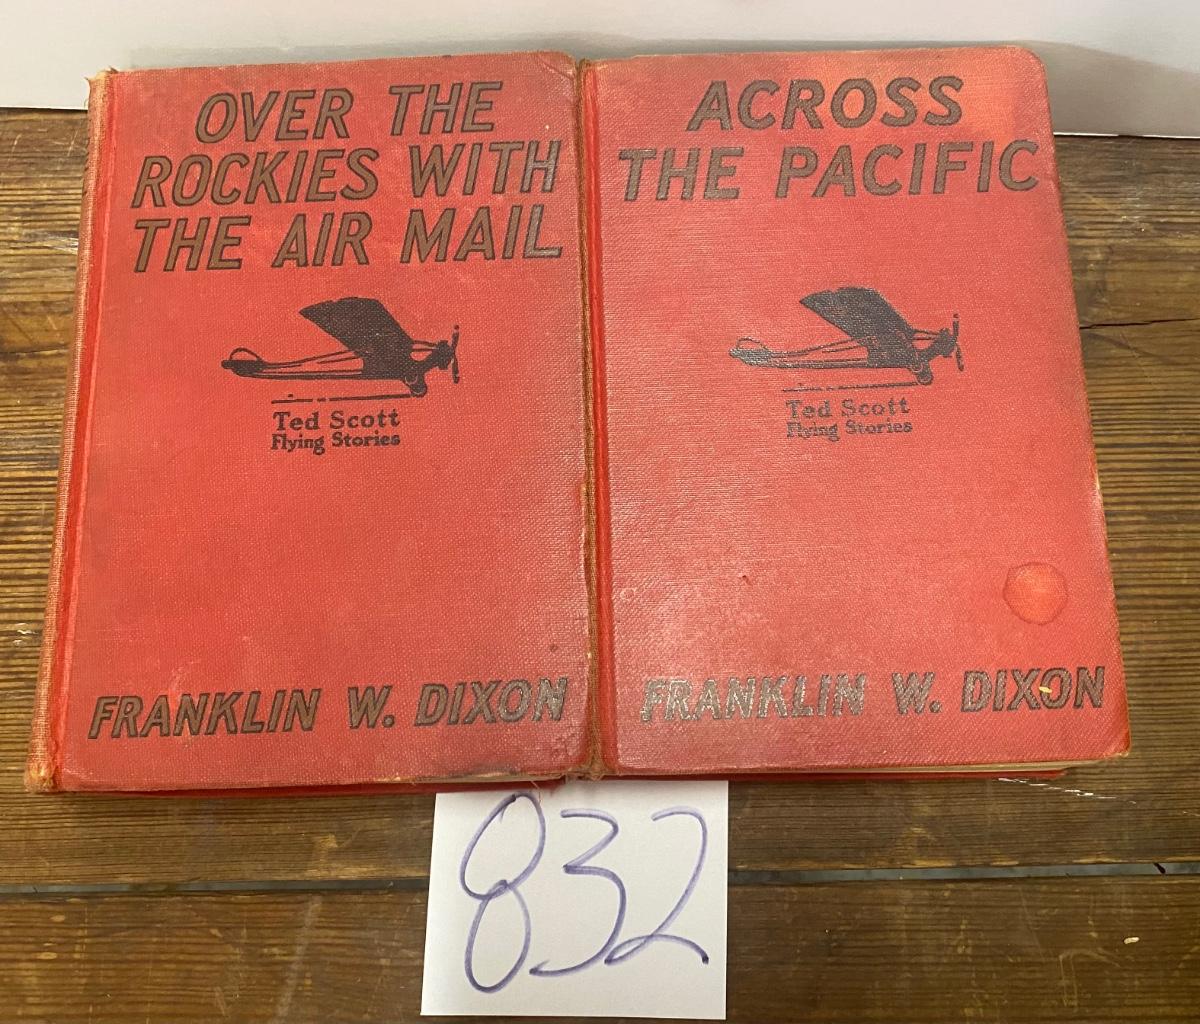 OVER THE
ROCKIES WITH
THE AIR MAIL
Ted Scott
Flying Stories
FRANKLIN W. DIXON
ACROSS
THE PACIFIC
Ted Scott
Flying Stories
FRANKLIN W. DIXON
832